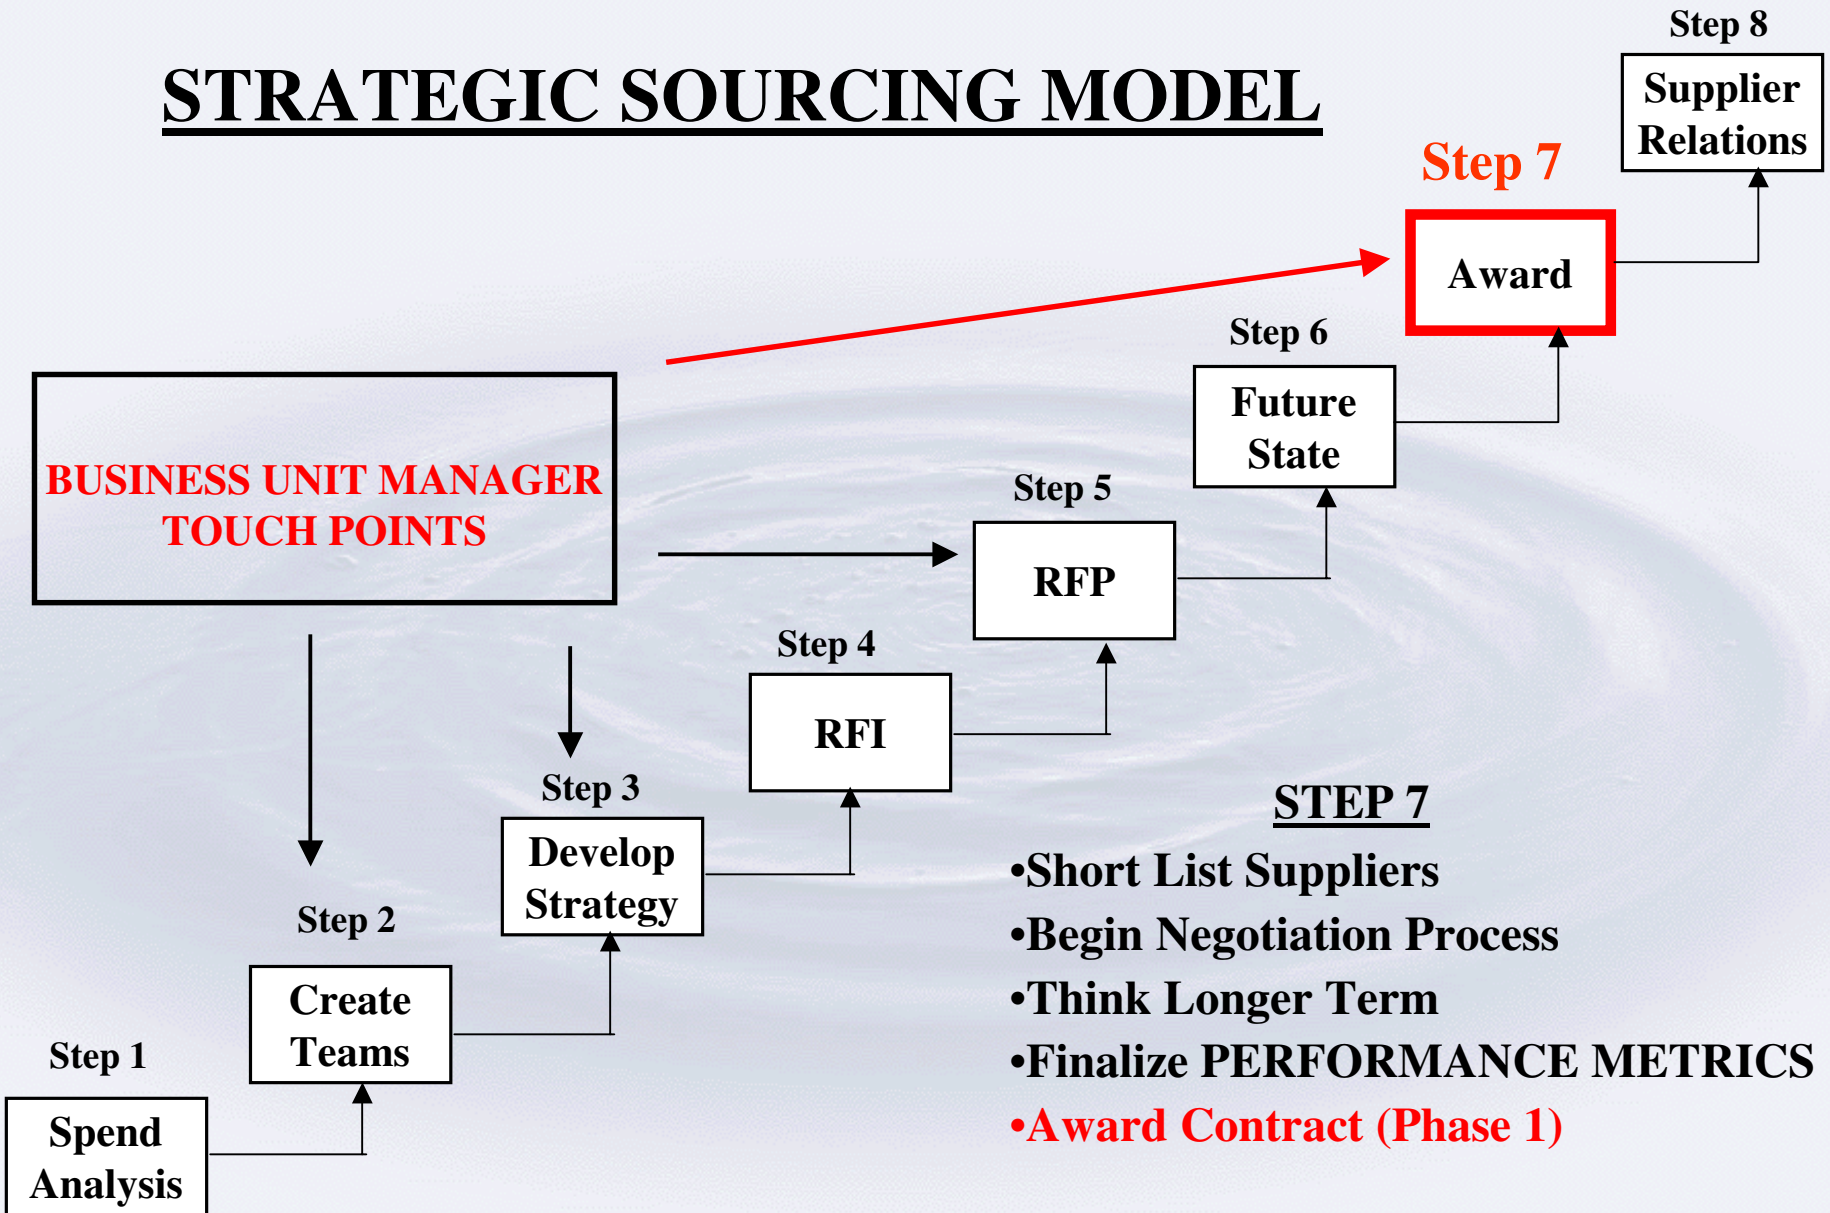 STRATEGIC SOURCING MODEL
Step 8
Supplier
Relations
Step 7
Award
Step 6
Future
State
BUSINESS UNIT MANAGER
TOUCH POINTS
Step 5
RFP
Step 4
RFI
Step 3
Develop
Strategy
Step 2
Create
Teams
Step 1
Spend
Analysis
STEP 7
•Short List Suppliers
•Begin Negotiation Process
•Think Longer Term
•Finalize PERFORMANCE METRICS
•Award Contract (Phase 1)